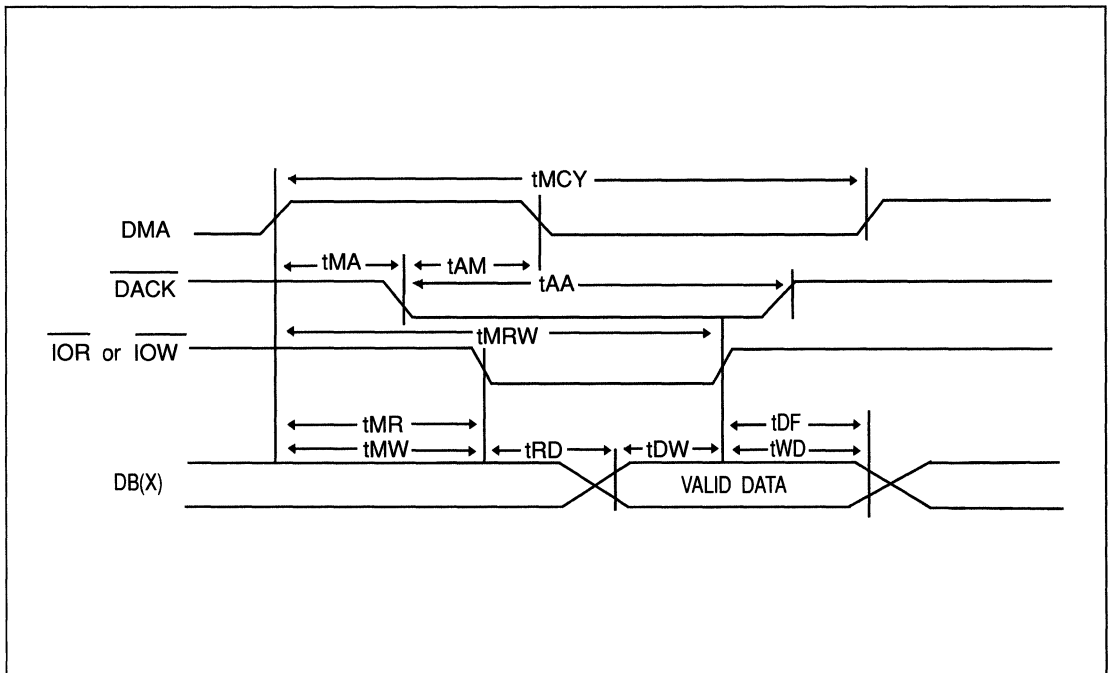 tMCY
DMA
tMA tAM
DACK tAA
tMRW
IOR or IOW
tMR tDF
tMW tRD tDW tWD
DB(X) VALID DATA